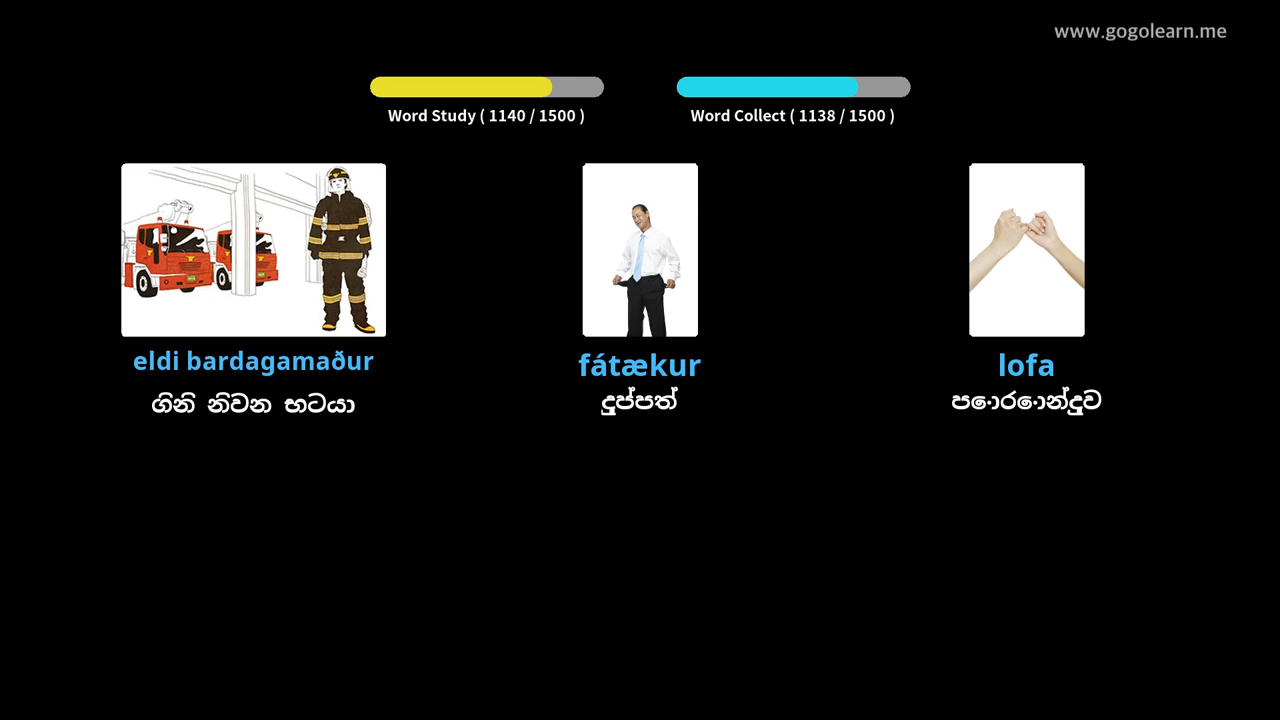 www.gogolearn.me
Word Study ( 1140 / 1500 )
Word Collect ( 1138 / 1500 )
eldi bardagamaður
fátækur
lofa
ගිනි නිවන භටයා
දුප්පත්
පොරොන්දුව